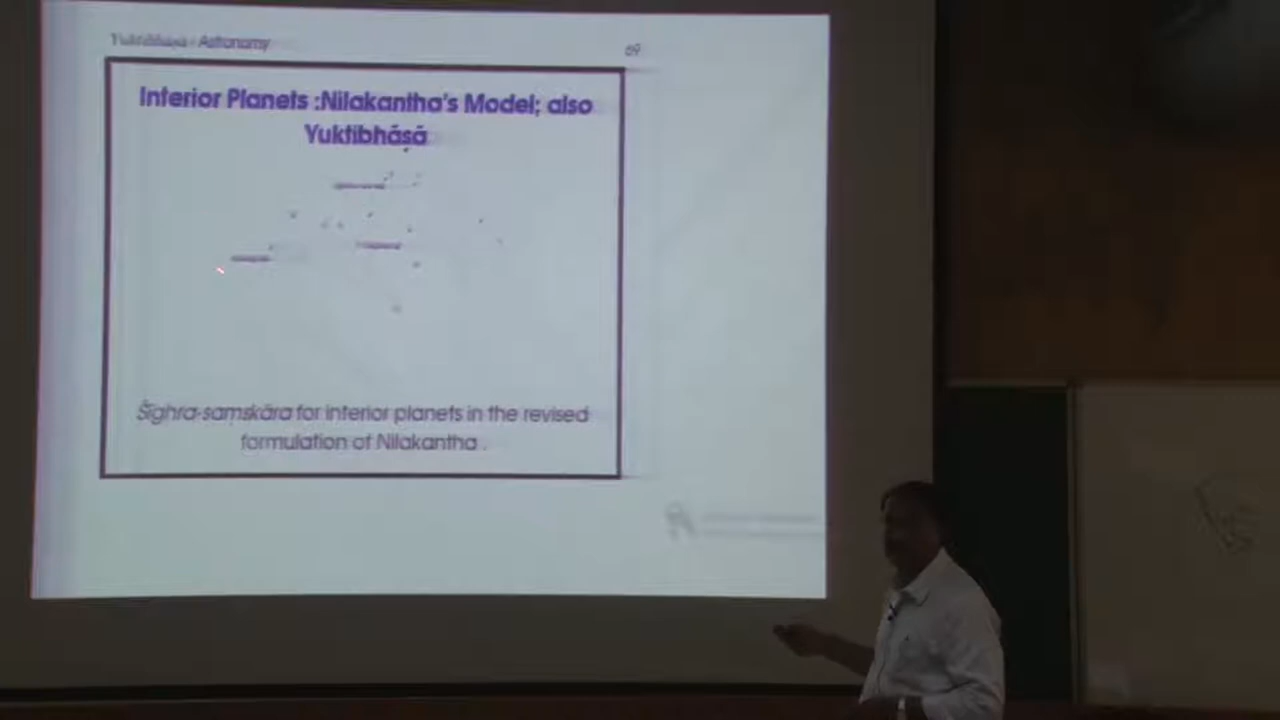 Yuktibhāṣā - Astronomy
69
Interior Planets :Nilakantha's Model; also
Yuktibhāṣā
Śīghra-saṃskāra for interior planets in the revised
formulation of Nilakantha .